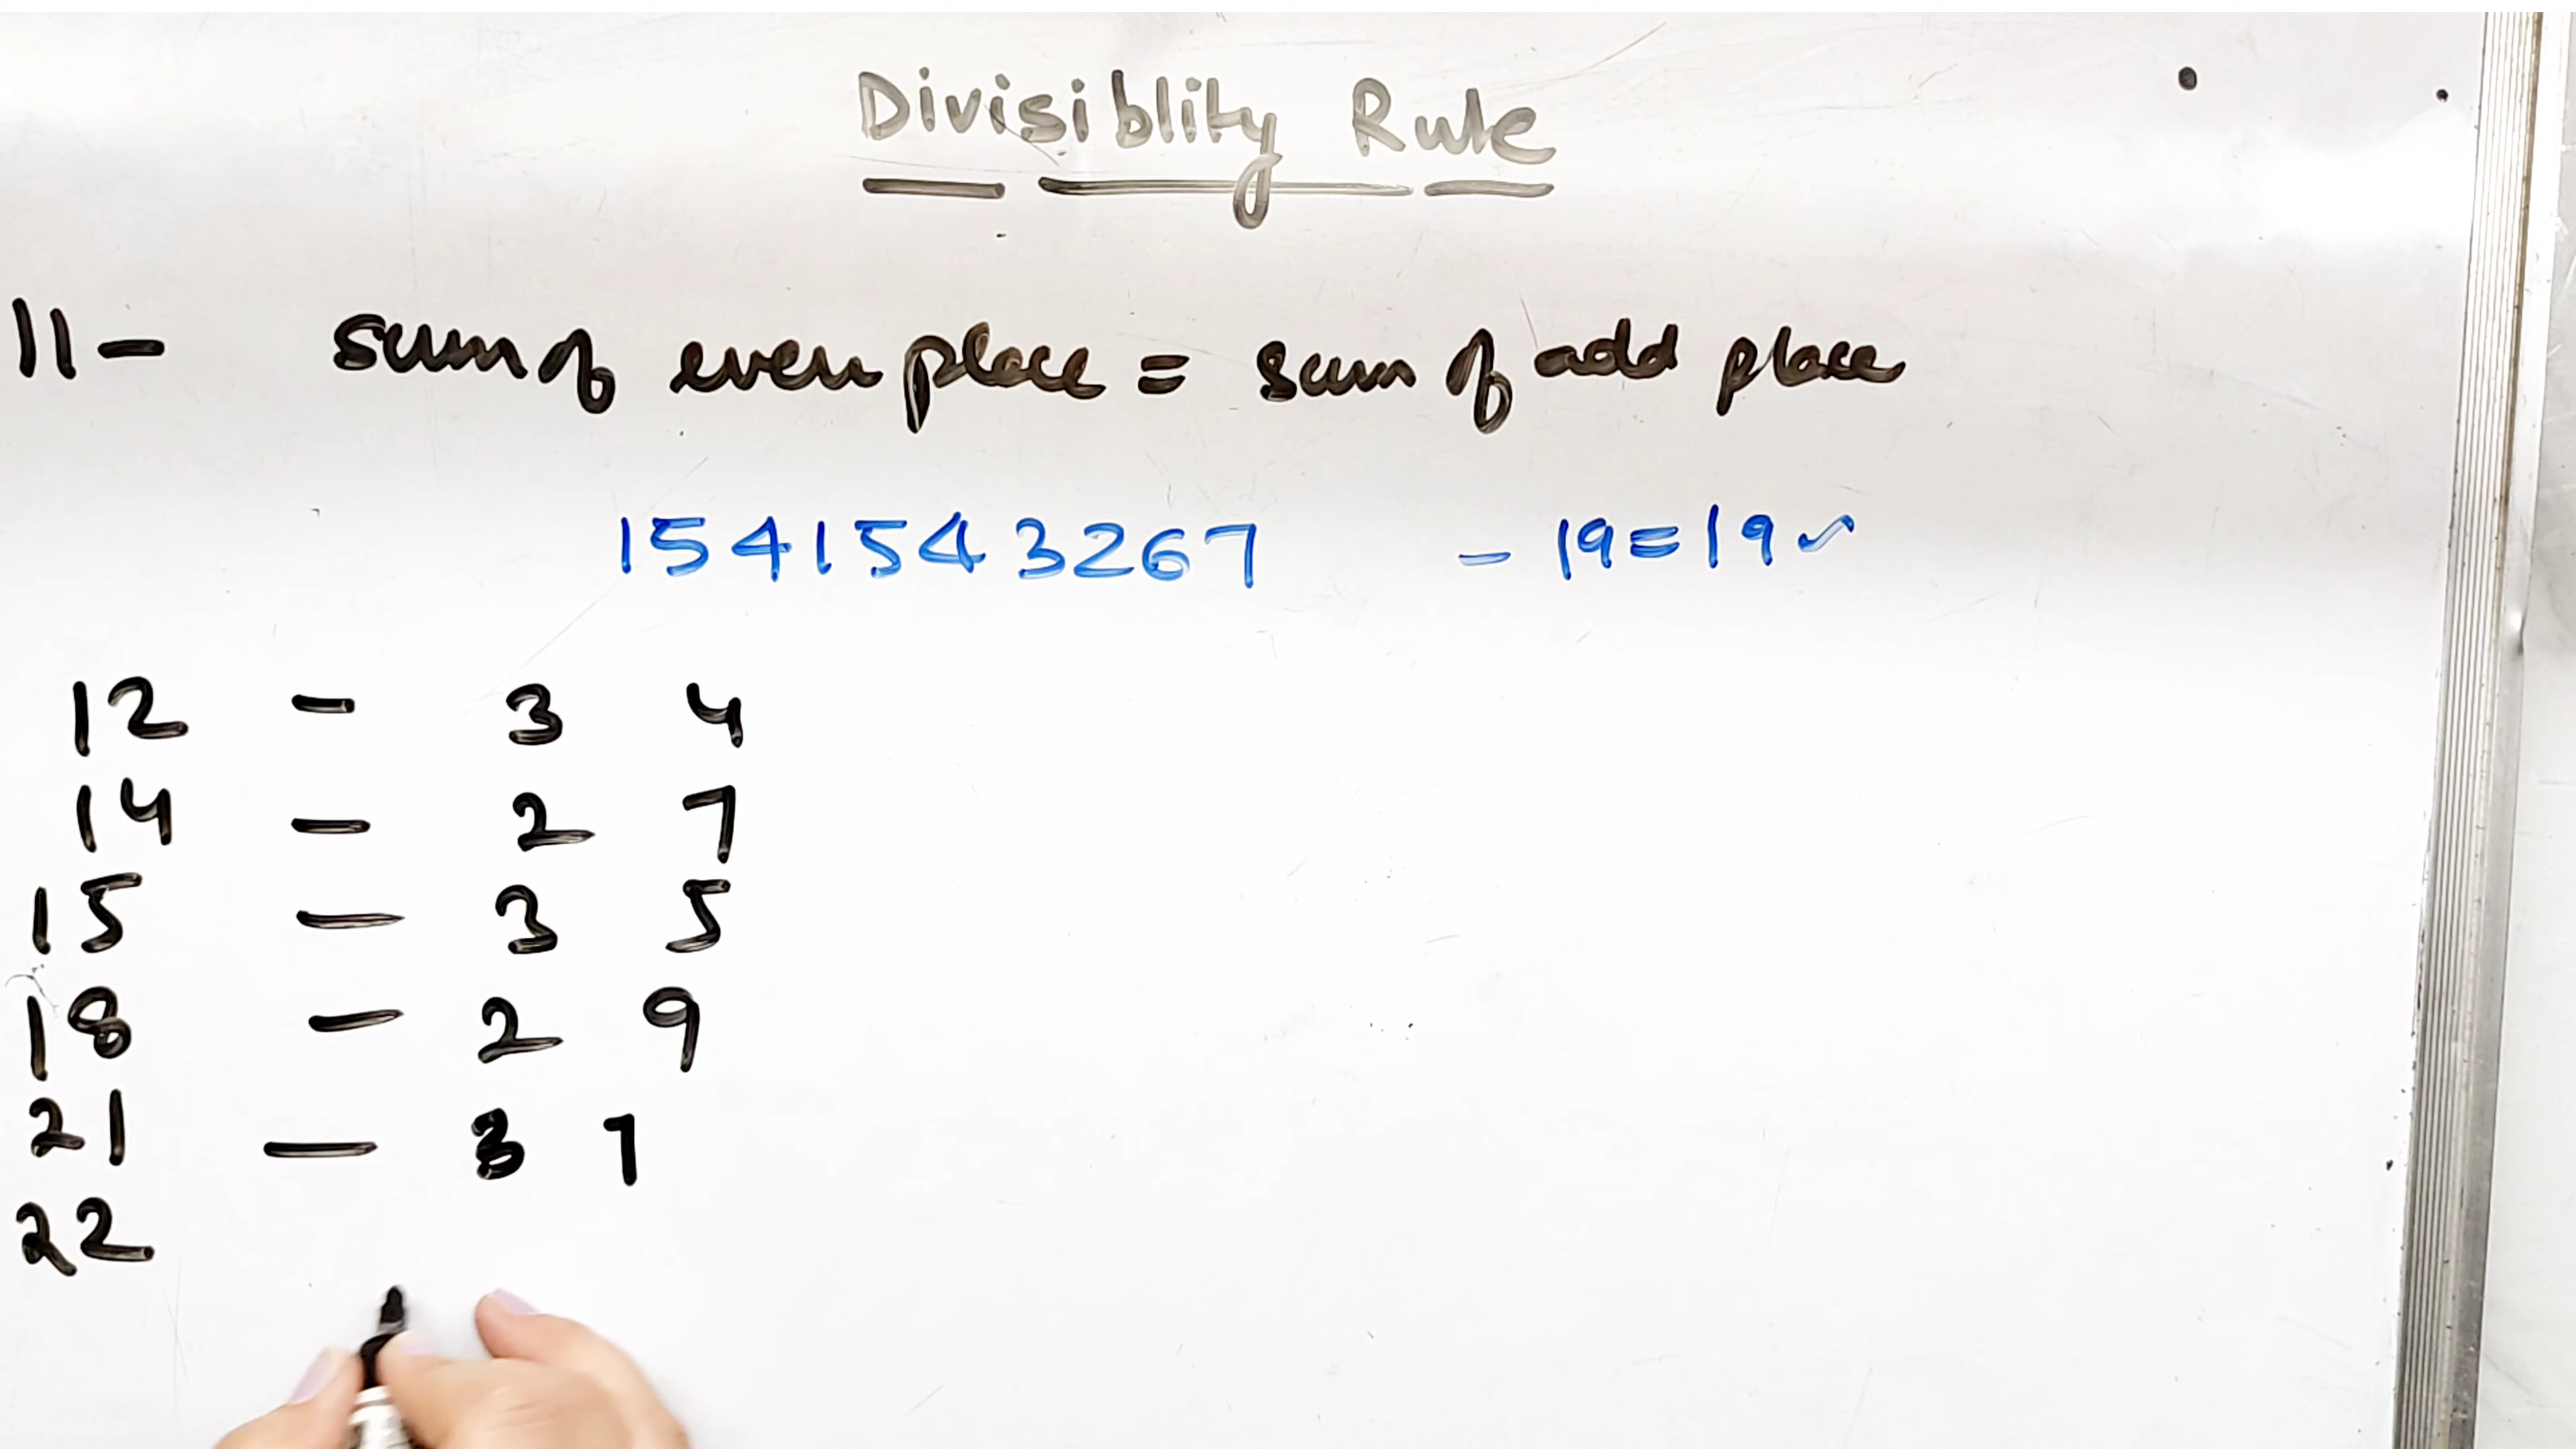 Divisiblity Rule
11- sum of even place = sum of add place
1541543267 - 19=19✓
12 - 3 4
14 - 2 7
15 - 3 5
18 - 2 9
21 - 3 7
22